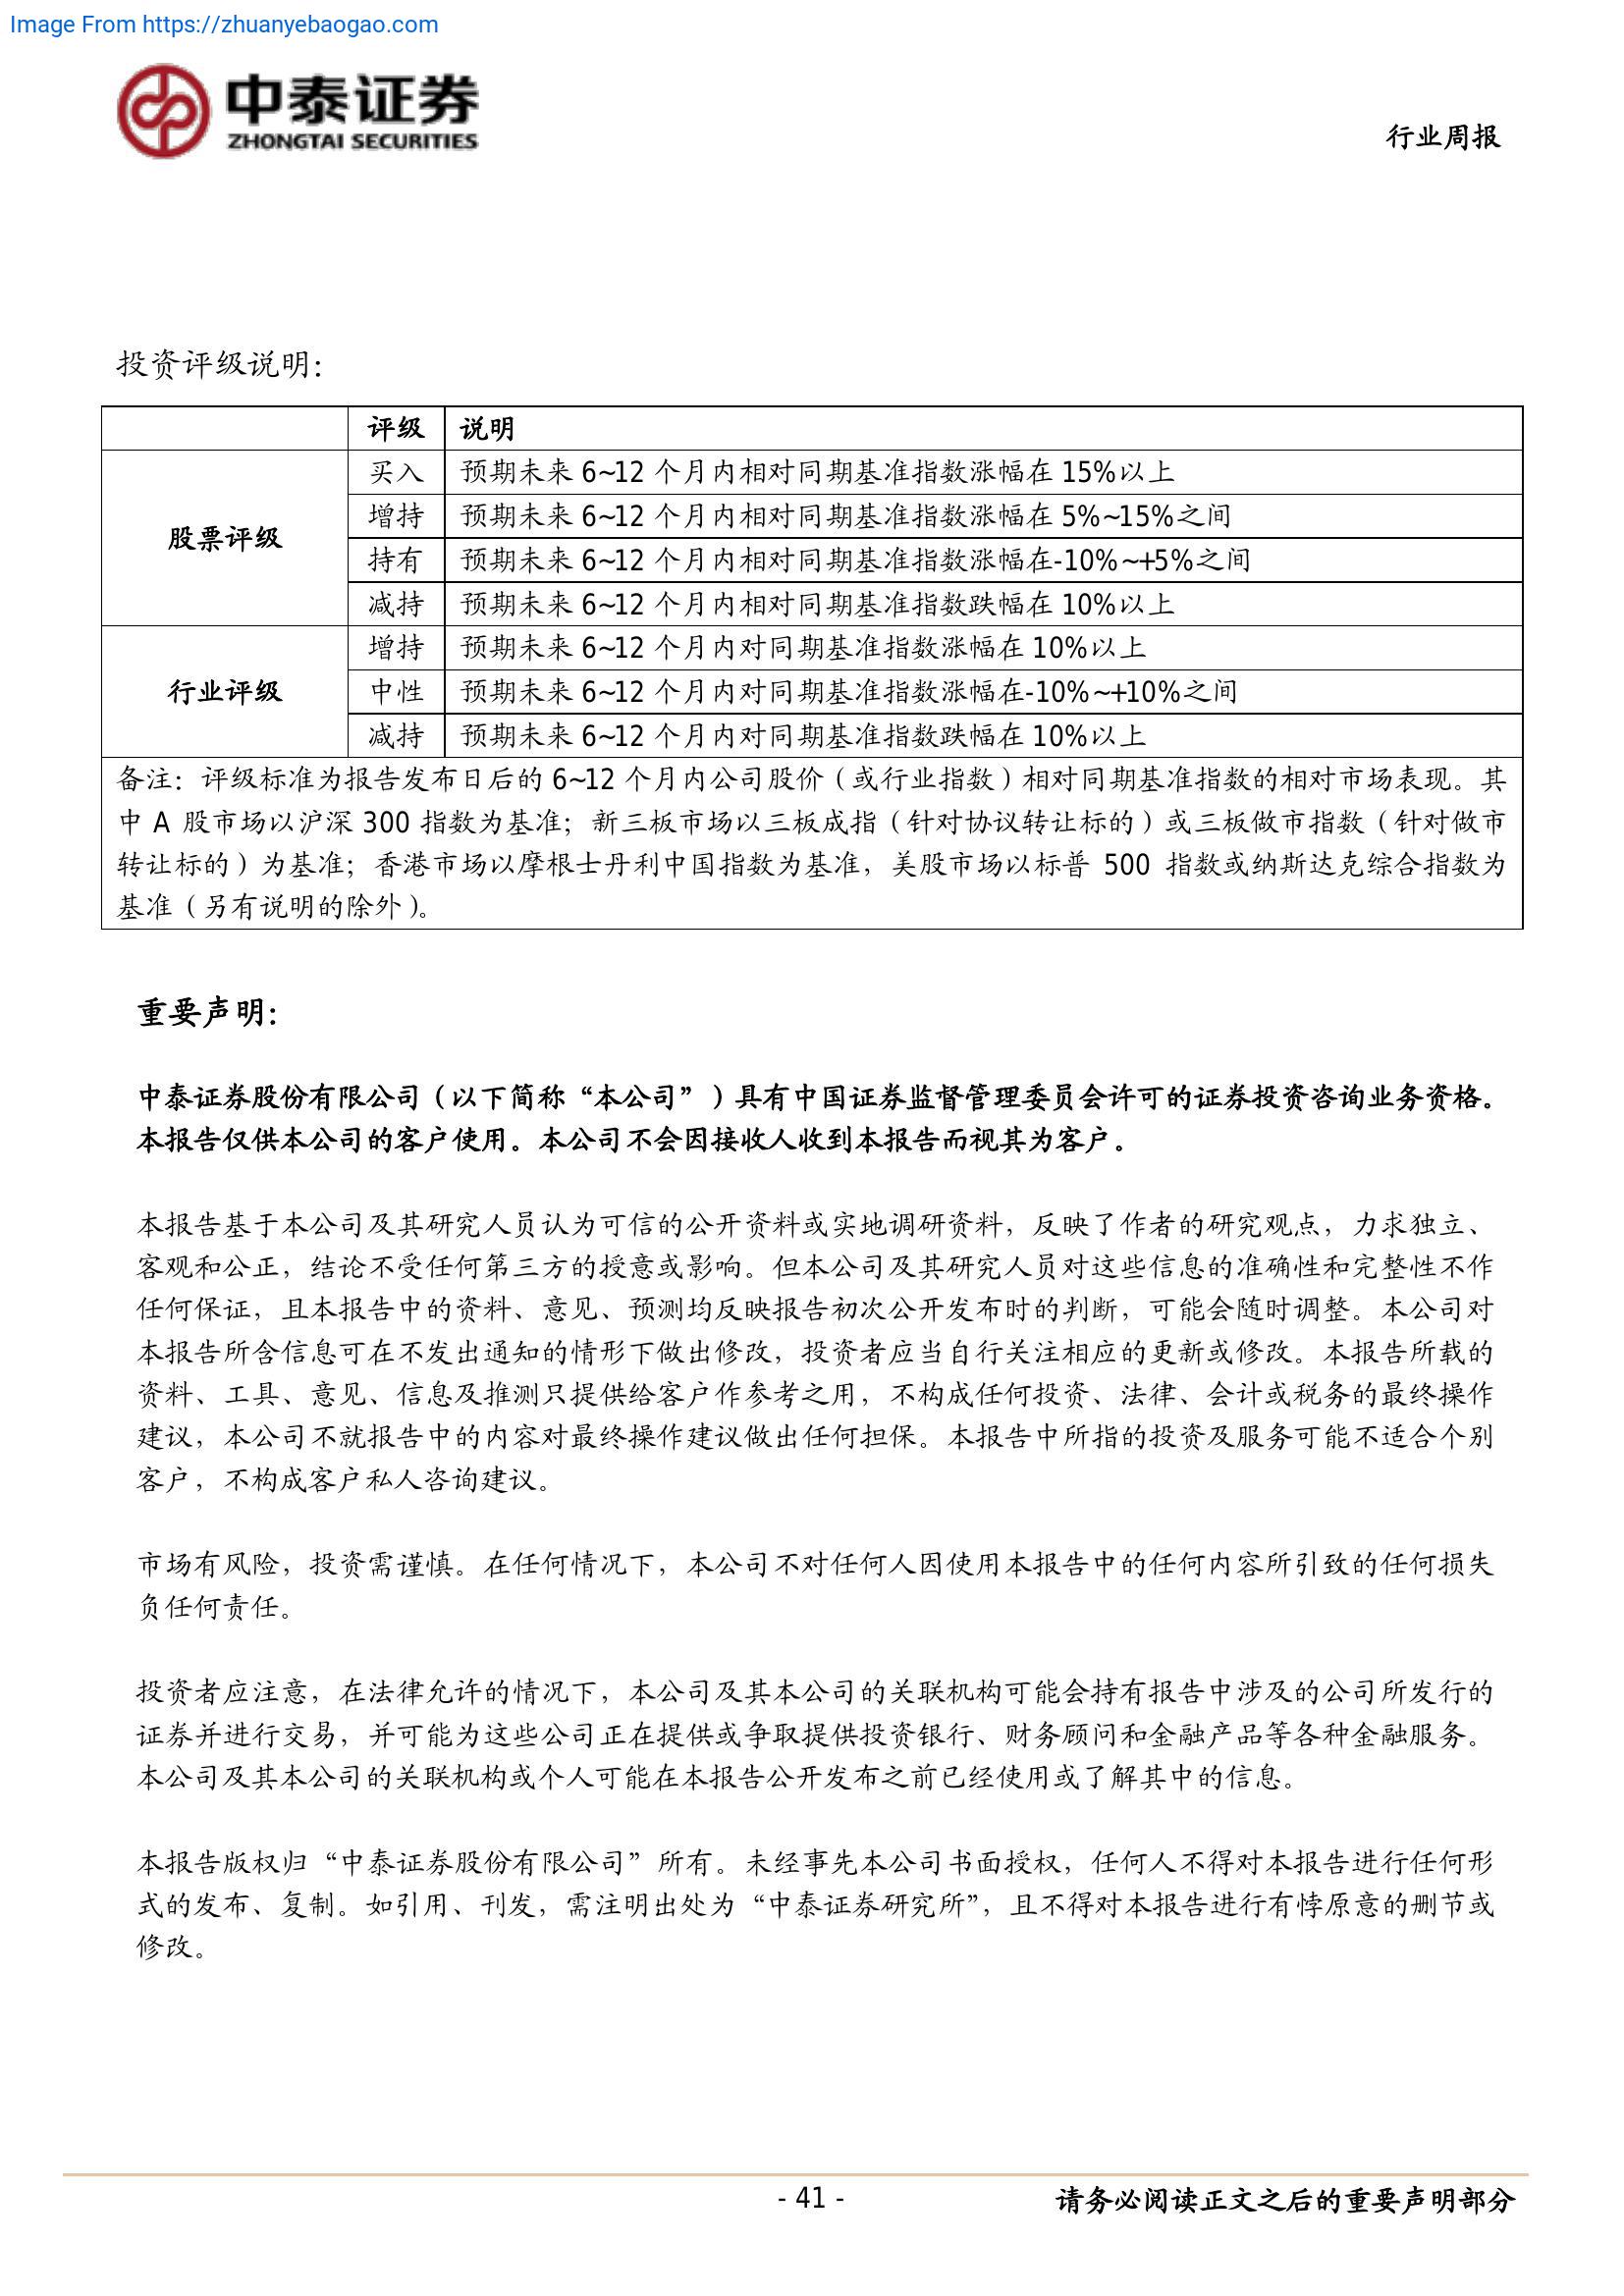 Image From https://zhuanyebaogao.com
中泰证券
ZHONGTAI SECURITIES
行业周报
投资评级说明：
评级 说明
股票评级
买入 预期未来 6~12 个月内相对同期基准指数涨幅在 15%以上
增持 预期未来 6~12 个月内相对同期基准指数涨幅在 5%~15%之间
持有 预期未来 6~12 个月内相对同期基准指数涨幅在-10%~+5%之间
减持 预期未来 6~12 个月内相对同期基准指数跌幅在 10%以上
行业评级
增持 预期未来 6~12 个月内对同期基准指数涨幅在 10%以上
中性 预期未来 6~12 个月内对同期基准指数涨幅在-10%~+10%之间
减持 预期未来 6~12 个月内对同期基准指数跌幅在 10%以上
备注：评级标准为报告发布日后的 6~12 个月内公司股价（或行业指数）相对同期基准指数的相对市场表现。其
中 A 股市场以沪深 300 指数为基准；新三板市场以三板成指（针对协议转让标的）或三板做市指数（针对做市
转让标的）为基准；香港市场以摩根士丹利中国指数为基准，美股市场以标普 500 指数或纳斯达克综合指数为
基准（另有说明的除外）。
重要声明：
中泰证券股份有限公司（以下简称“本公司”）具有中国证券监督管理委员会许可的证券投资咨询业务资格。
本报告仅供本公司的客户使用。本公司不会因接收人收到本报告而视其为客户。
本报告基于本公司及其研究人员认为可信的公开资料或实地调研资料，反映了作者的研究观点，力求独立、
客观和公正，结论不受任何第三方的授意或影响。但本公司及其研究人员对这些信息的准确性和完整性不作
任何保证，且本报告中的资料、意见、预测均反映报告初次公开发布时的判断，可能会随时调整。本公司对
本报告所含信息可在不发出通知的情形下做出修改，投资者应当自行关注相应的更新或修改。本报告所载的
资料、工具、意见、信息及推测只提供给客户作参考之用，不构成任何投资、法律、会计或税务的最终操作
建议，本公司不就报告中的内容对最终操作建议做出任何担保。本报告中所指的投资及服务可能不适合个别
客户，不构成客户私人咨询建议。
市场有风险，投资需谨慎。在任何情况下，本公司不对任何人因使用本报告中的任何内容所引致的任何损失
负任何责任。
投资者应注意，在法律允许的情况下，本公司及其本公司的关联机构可能会持有报告中涉及的公司所发行的
证券并进行交易，并可能为这些公司正在提供或争取提供投资银行、财务顾问和金融产品等各种金融服务。
本公司及其本公司的关联机构或个人可能在本报告公开发布之前已经使用或了解其中的信息。
本报告版权归“中泰证券股份有限公司”所有。未经事先本公司书面授权，任何人不得对本报告进行任何形
式的发布、复制。如引用、刊发，需注明出处为“中泰证券研究所”，且不得对本报告进行有悖原意的删节或
修改。
- 41 -
请务必阅读正文之后的重要声明部分